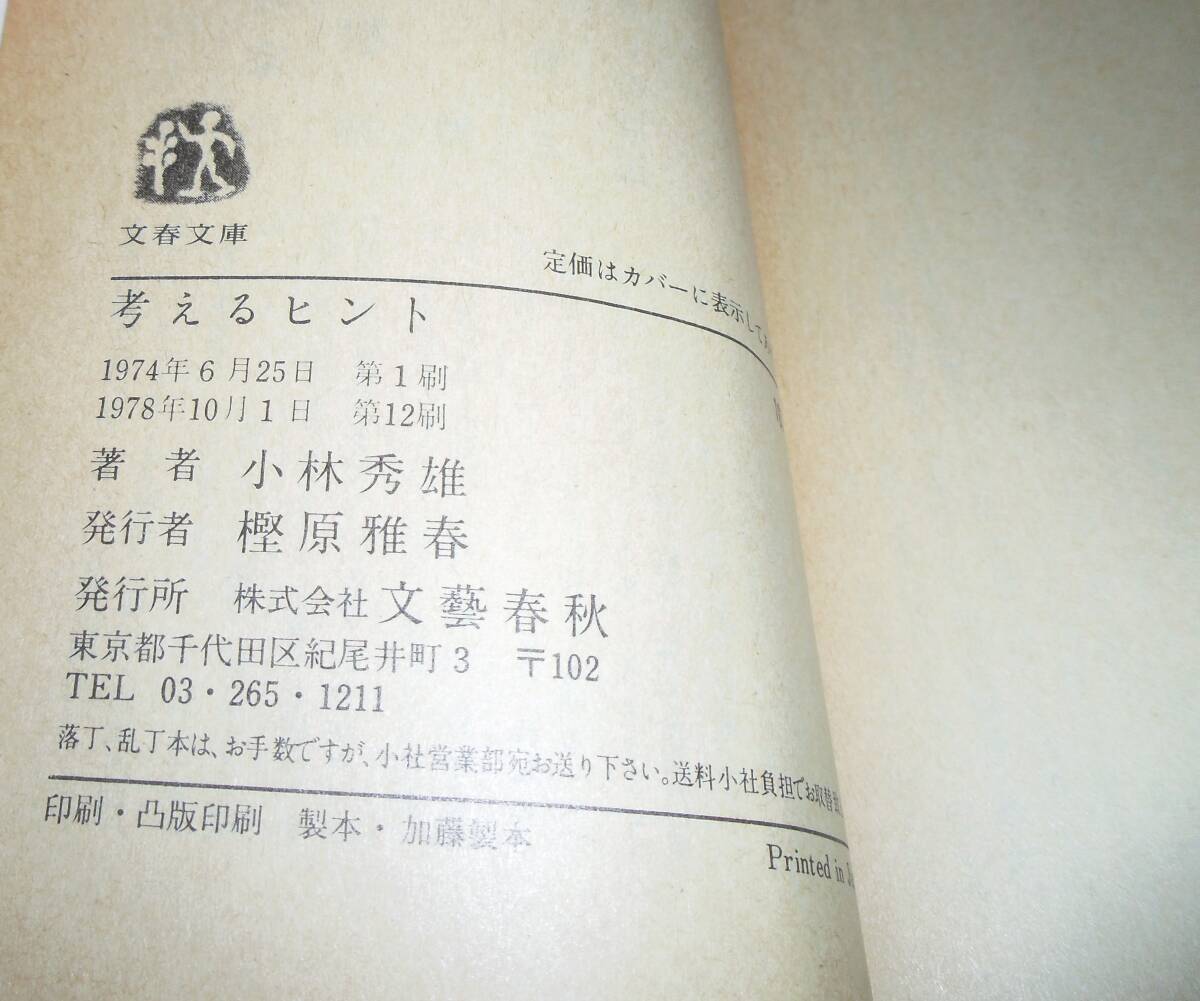 文春文庫
定価はカバーに表示して
考えるヒント
1974年6月25日 第1刷
1978年10月1日 第12刷
著 者 小林秀雄
発行者 樫原雅春
発行所 株式会社 文藝春秋
東京都千代田区紀尾井町3 〒102
TEL 03・265・1211
落丁、乱丁本は、お手数ですが、小社営業部宛お送り下さい。送料小社負担でお取替
印刷・凸版印刷 製本・加藤製本
Printed in